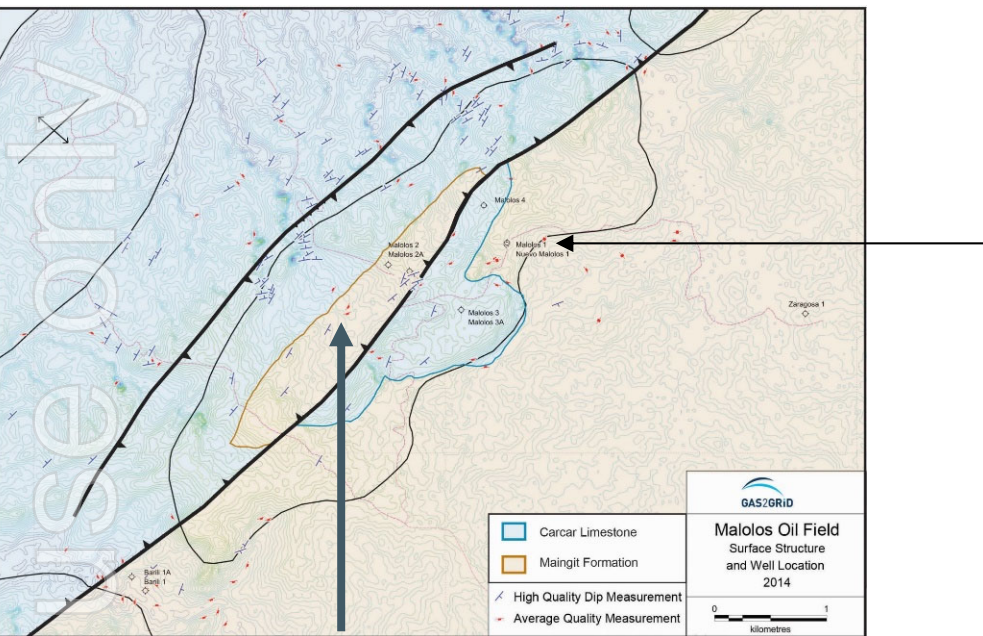 use only
Malolos 4
Malolos 2
Malolos 2A
Malolos 1
Nuevo Malolos 1
Malolos 3
Malolos 3A
Zaragosa 1
Barili 1A
Barili 1
Carcar Limestone
Maingit Formation
High Quality Dip Measurement
Average Quality Measurement
GAS2GRID
Malolos Oil Field
Surface Structure
and Well Location
2014
0 1
kilometres